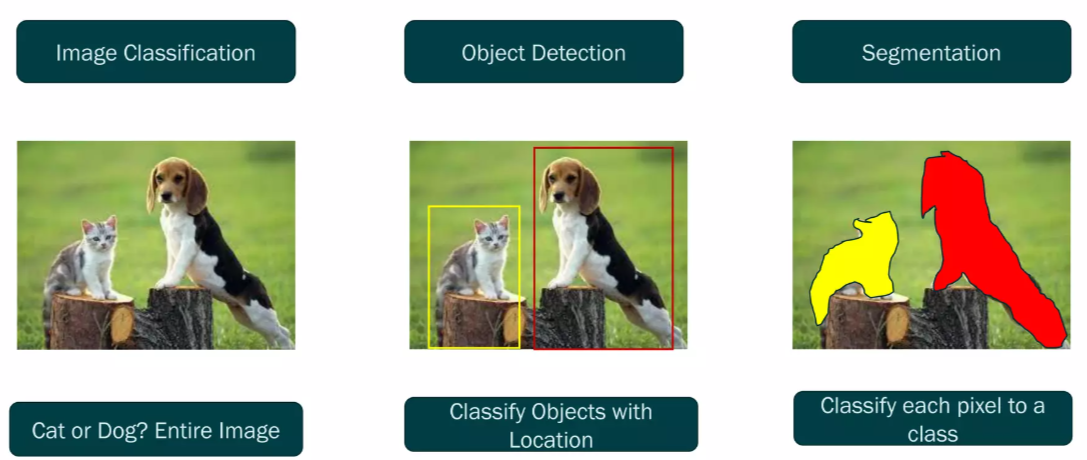 Image Classification
Object Detection
Segmentation
Cat or Dog? Entire Image
Classify Objects with
Location
Classify each pixel to a
class